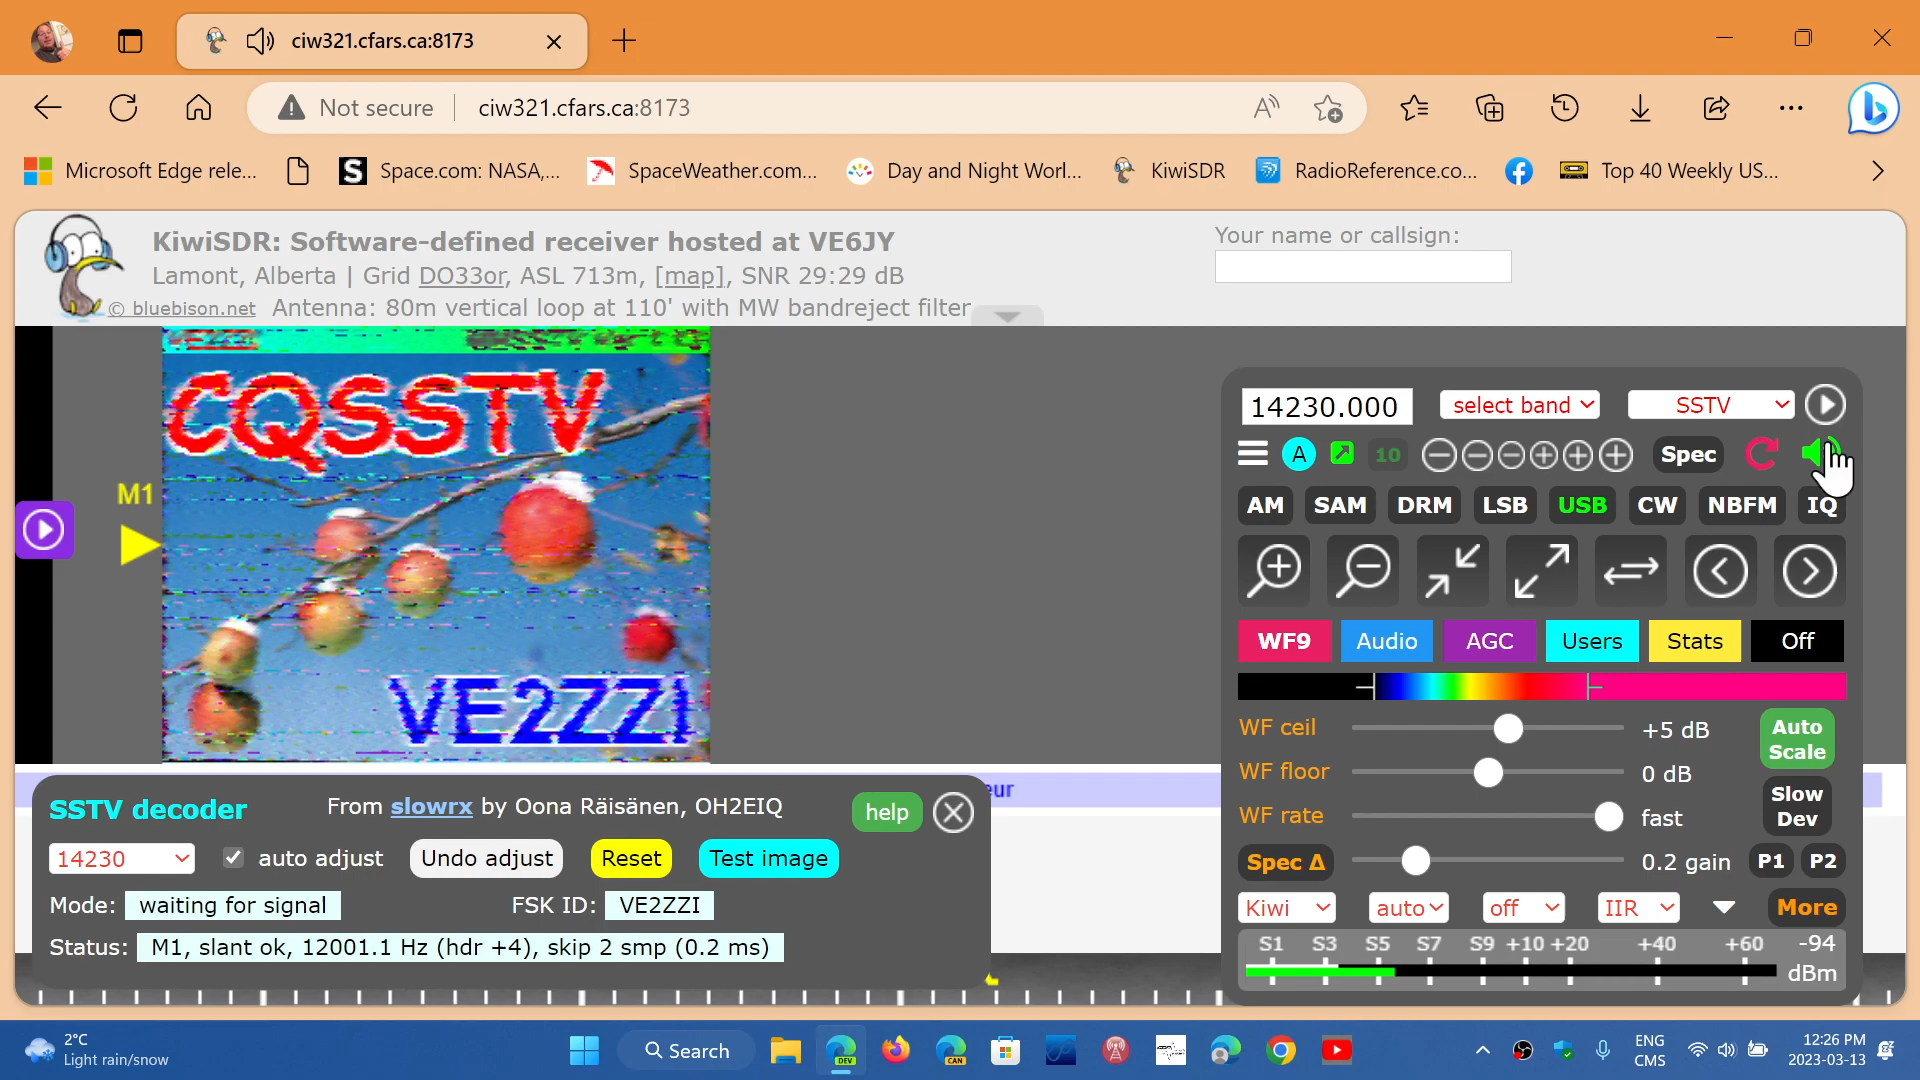 ciw321.cfars.ca:8173
Not secure
ciw321.cfars.ca:8173
Microsoft Edge rele...
Space.com: NASA,...
SpaceWeather.com...
Day and Night Worl...
KiwiSDR
RadioReference.co...
Top 40 Weekly US...
KiwiSDR: Software-defined receiver hosted at VE6JY
Lamont, Alberta | Grid DO33or, ASL 713m, [map], SNR 29:29 dB
© bluebison.net Antenna: 80m vertical loop at 110' with MW bandreject filter
Your name or callsign:
CQSSTV
M1
VE2ZZI
14230.000
select band
SSTV
A
10
Spec
AM SAM DRM LSB USB CW NBFM IQ
WF9 Audio AGC Users Stats Off
WF ceil +5 dB
Auto Scale
WF floor 0 dB
WF rate fast
Slow Dev
Spec Δ 0.2 gain P1 P2
Kiwi auto off IIR More
S1 S3 S5 S7 S9 +10 +20 +40 +60 -94
dBm
eur
SSTV decoder
From slowrx by Oona Räisänen, OH2EIQ
help
14230
auto adjust
Undo adjust
Reset
Test image
Mode: waiting for signal
FSK ID: VE2ZZI
Status: M1, slant ok, 12001.1 Hz (hdr +4), skip 2 smp (0.2 ms)
2°C
Light rain/snow
Search
DEV
CAN
ENG
CMS
12:26 PM
2023-03-13